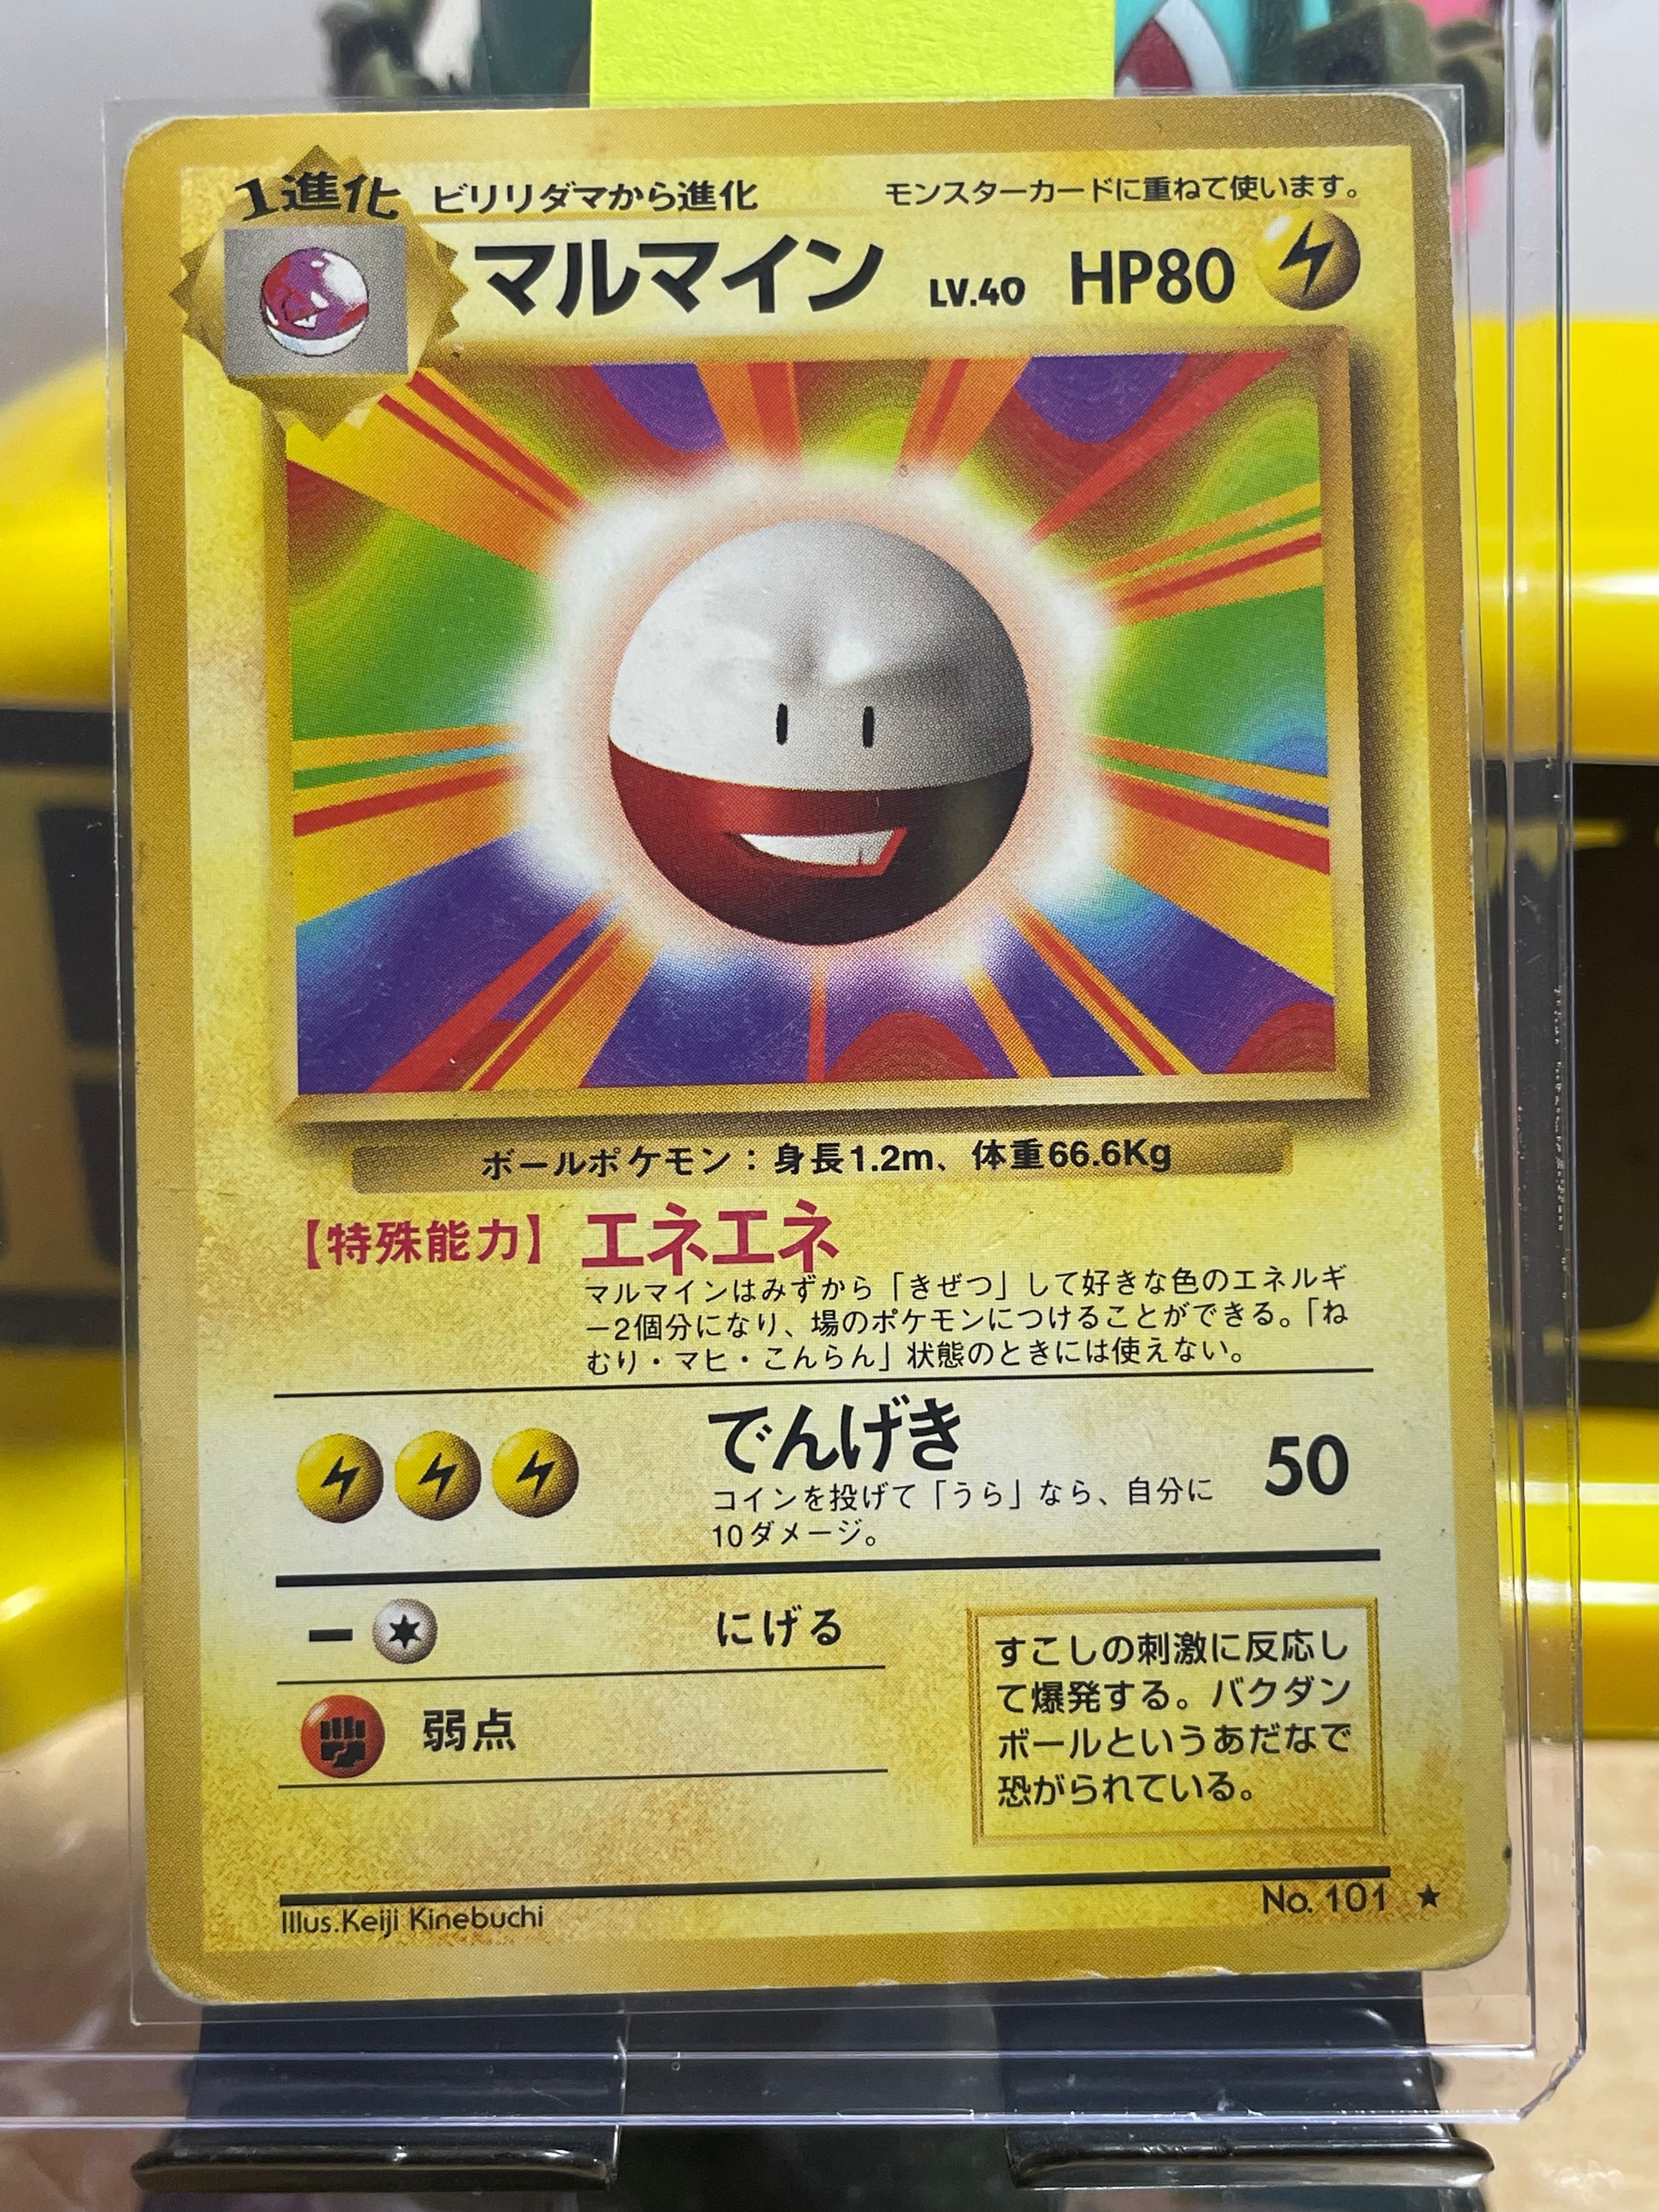 1進化 ビリリダマから進化 モンスターカードに重ねて使います。
マルマイン LV.40 HP80
ボールポケモン：身長1.2m、体重66.6Kg
【特殊能力】 エネエネ
マルマインはみずから「きぜつ」して好きな色のエネルギ
ー2個分になり、場のポケモンにつけることができる。「ね
むり・マヒ・こんらん」状態のときには使えない。
でんげき 50
コインを投げて「うら」なら、自分に
10ダメージ。
ー にげる
弱点
すこしの刺激に反応し
て爆発する。バクダン
ボールというあだなで
恐がられている。
Illus.Keiji Kinebuchi No. 101 ★